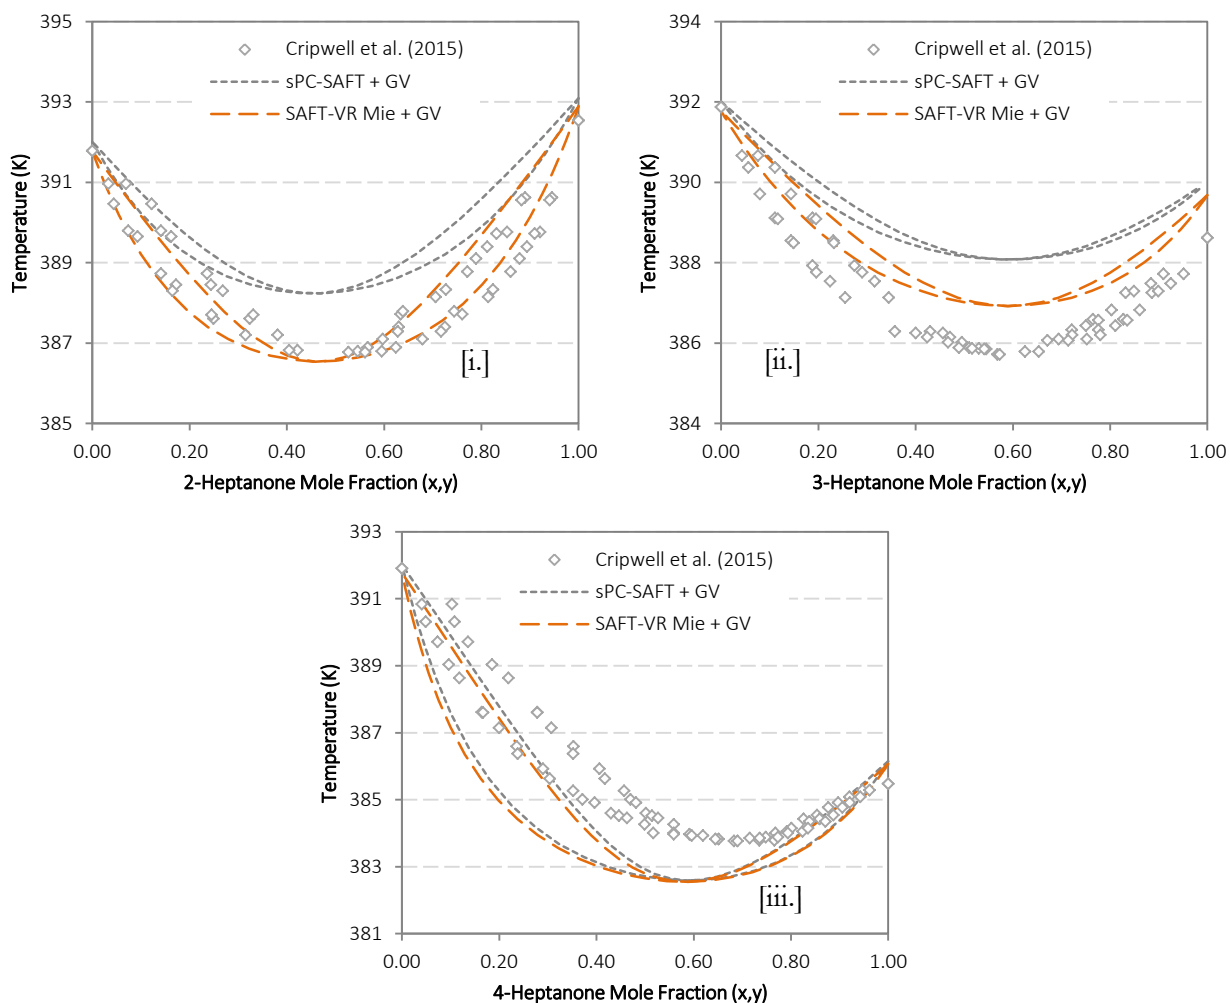 395
393
391
389
387
385
Temperature (K)
Cripwell et al. (2015)
sPC-SAFT + GV
SAFT-VR Mie + GV
[i.]
0.00 0.20 0.40 0.60 0.80 1.00
2-Heptanone Mole Fraction (x,y)
394
392
390
388
386
384
Temperature (K)
Cripwell et al. (2015)
sPC-SAFT + GV
SAFT-VR Mie + GV
[ii.]
0.00 0.20 0.40 0.60 0.80 1.00
3-Heptanone Mole Fraction (x,y)
393
391
389
387
385
383
381
Temperature (K)
Cripwell et al. (2015)
sPC-SAFT + GV
SAFT-VR Mie + GV
[iii.]
0.00 0.20 0.40 0.60 0.80 1.00
4-Heptanone Mole Fraction (x,y)